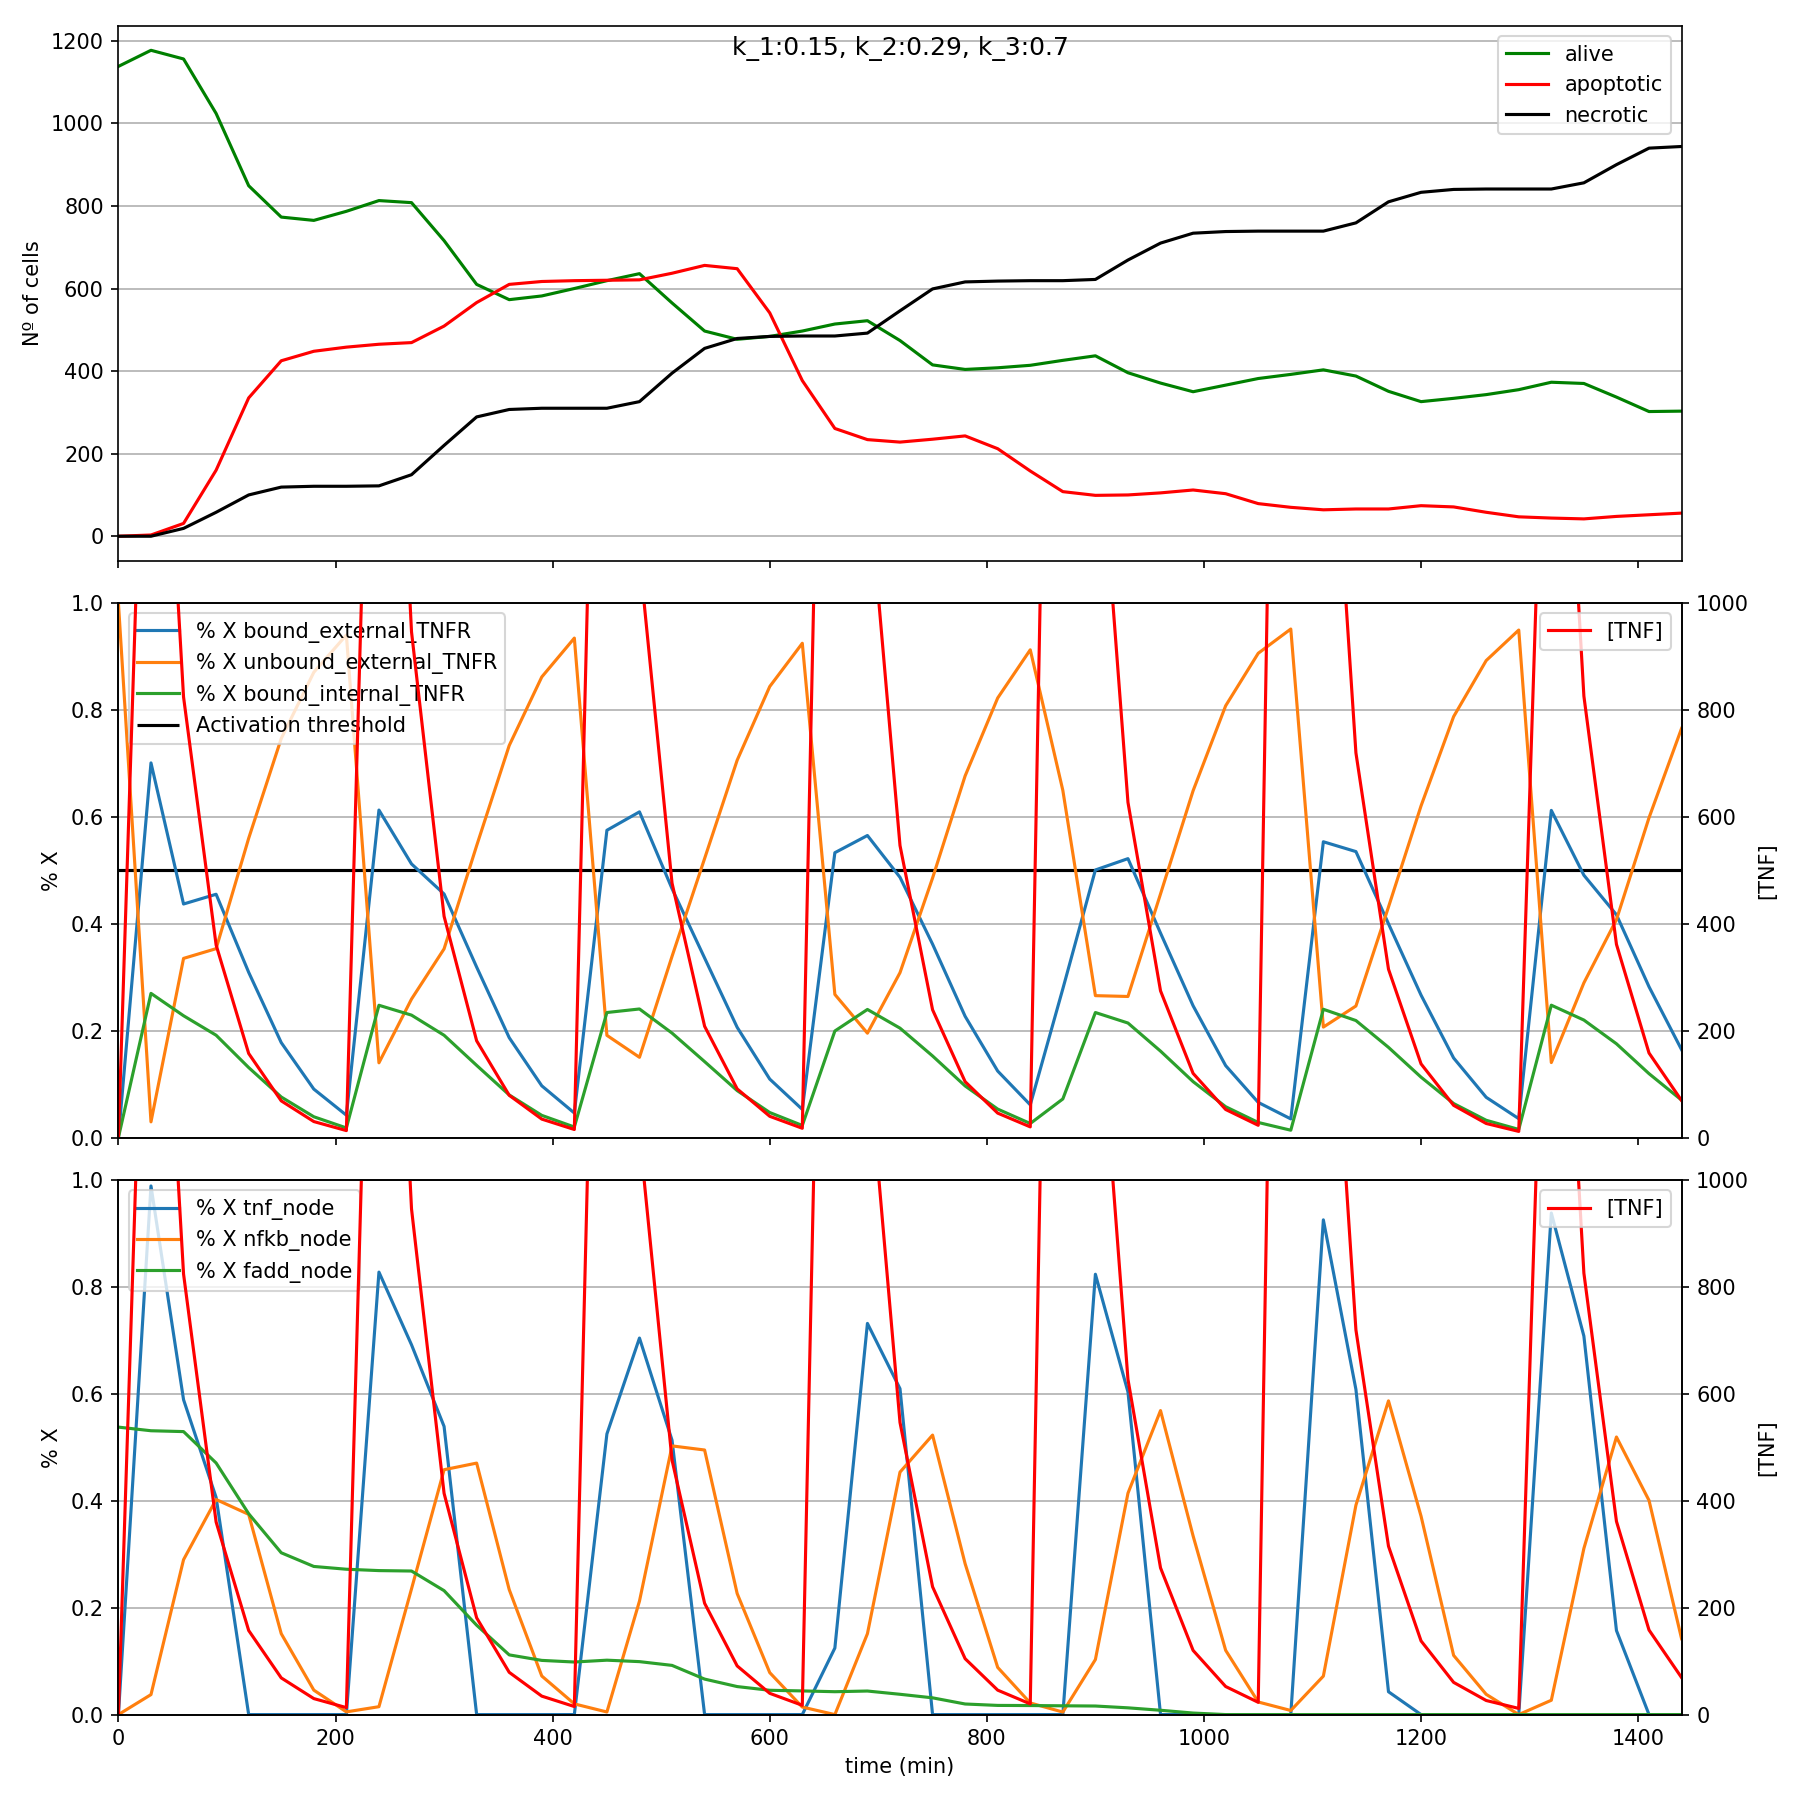 k_1:0.15, k_2:0.29, k_3:0.7
1200
1000
800
600
400
200
0
Nº of cells
alive
apoptotic
necrotic
1.0
0.8
0.6
0.4
0.2
0.0
% X
% X bound_external_TNFR
% X unbound_external_TNFR
% X bound_internal_TNFR
Activation threshold
[TNF]
1000
800
600
400
200
0
[TNF]
1.0
0.8
0.6
0.4
0.2
0.0
% X
% X tnf_node
% X nfkb_node
% X fadd_node
[TNF]
1000
800
600
400
200
0
[TNF]
0 200 400 600 800 1000 1200 1400
time (min)